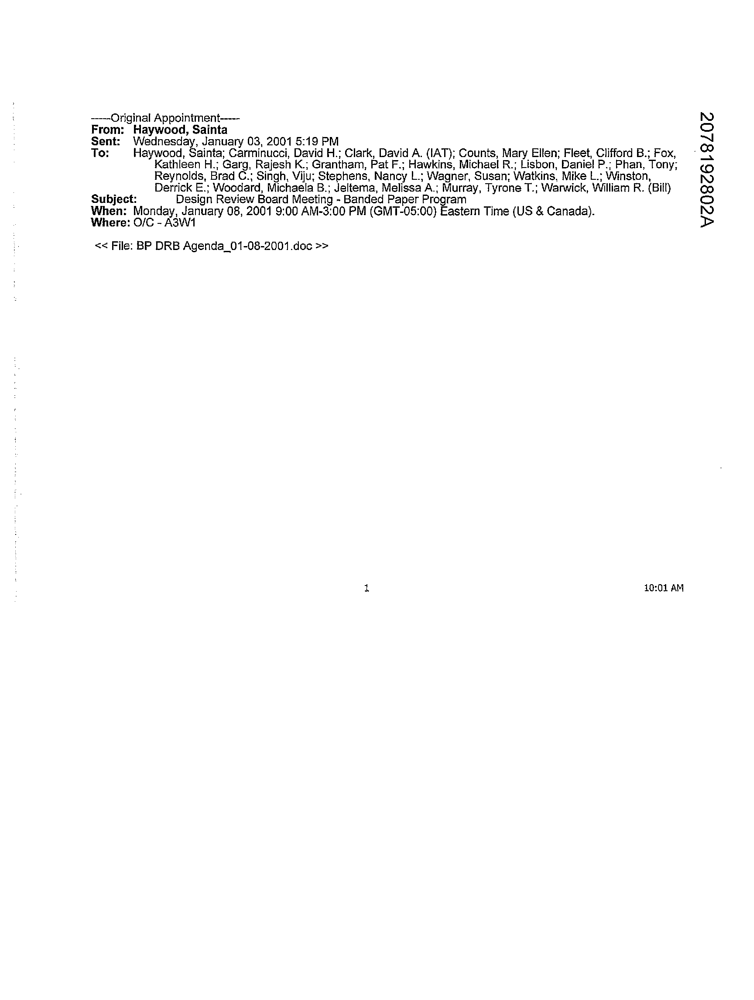 -----Original Appointment-----
From: Haywood, Sainta
Sent: Wednesday, January 03, 2001 5:19 PM
To: Haywood, Sainta; Carminucci, David H.; Clark, David A. (IAT); Counts, Mary Ellen; Fleet, Clifford B.; Fox,
Kathleen H.; Garg, Rajesh K.; Grantham, Pat F.; Hawkins, Michael R.; Lisbon, Daniel P.; Phan, Tony;
Reynolds, Brad C.; Singh, Viju; Stephens, Nancy L.; Wagner, Susan; Watkins, Mike L.; Winston,
Derrick E.; Woodard, Michaela B.; Jeltema, Melissa A.; Murray, Tyrone T.; Warwick, William R. (Bill)
Subject: Design Review Board Meeting - Banded Paper Program
When: Monday, January 08, 2001 9:00 AM-3:00 PM (GMT-05:00) Eastern Time (US & Canada).
Where: O/C - A3W1
<< File: BP DRB Agenda_01-08-2001.doc >>
2078192802A
1
10:01 AM